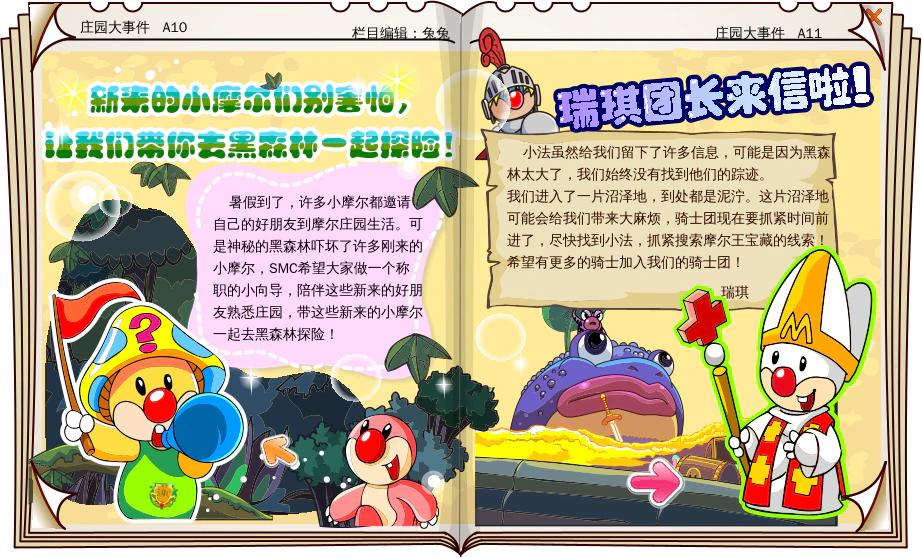 庄园大事件 A10
栏目编辑：兔兔
新来的小摩尔们别害怕，
让我们带你去黑森林一起探险！
暑假到了，许多小摩尔都邀请
自己的好朋友到摩尔庄园生活。可
是神秘的黑森林吓坏了许多刚来的
小摩尔，SMC希望大家做一个称
职的小向导，陪伴这些新来的好朋
友熟悉庄园，带这些新来的小摩尔
一起去黑森林探险！
?
庄园大事件 A11
瑞琪团长来信啦！
小法虽然给我们留下了许多信息，可能是因为黑森
林太大了，我们始终没有找到他们的踪迹。
我们进入了一片沼泽地，到处都是泥泞。这片沼泽地
可能会给我们带来大麻烦，骑士团现在要抓紧时间前
进了，尽快找到小法，抓紧搜索摩尔王宝藏的线索！
希望有更多的骑士加入我们的骑士团！
瑞琪
M